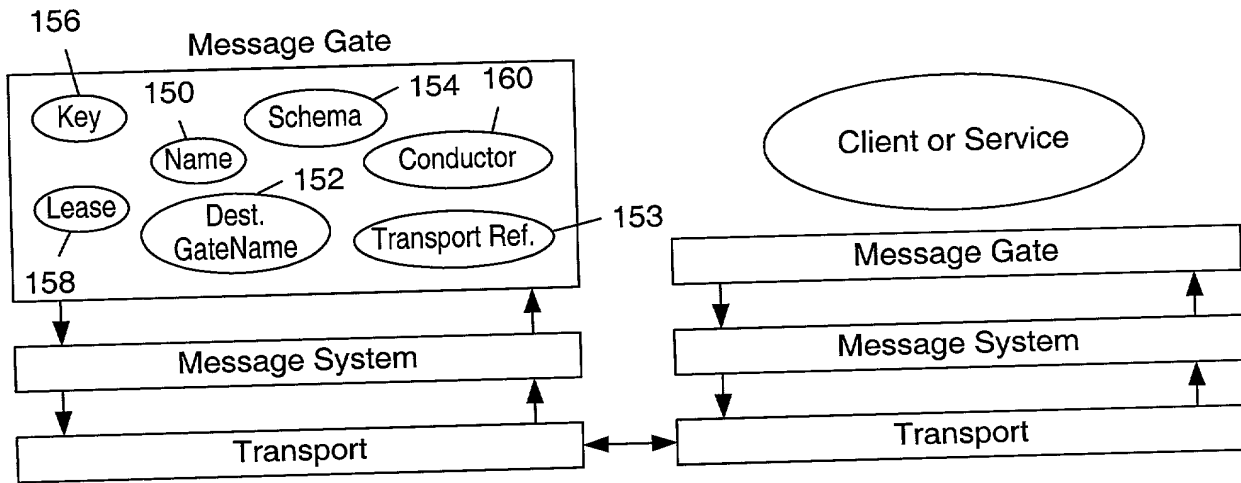 156
Message Gate
150
154
160
Key
Schema
Name
Conductor
152
Lease
Dest.
GateName
Transport Ref.
153
158
Message System
Transport
Client or Service
Message Gate
Message System
Transport